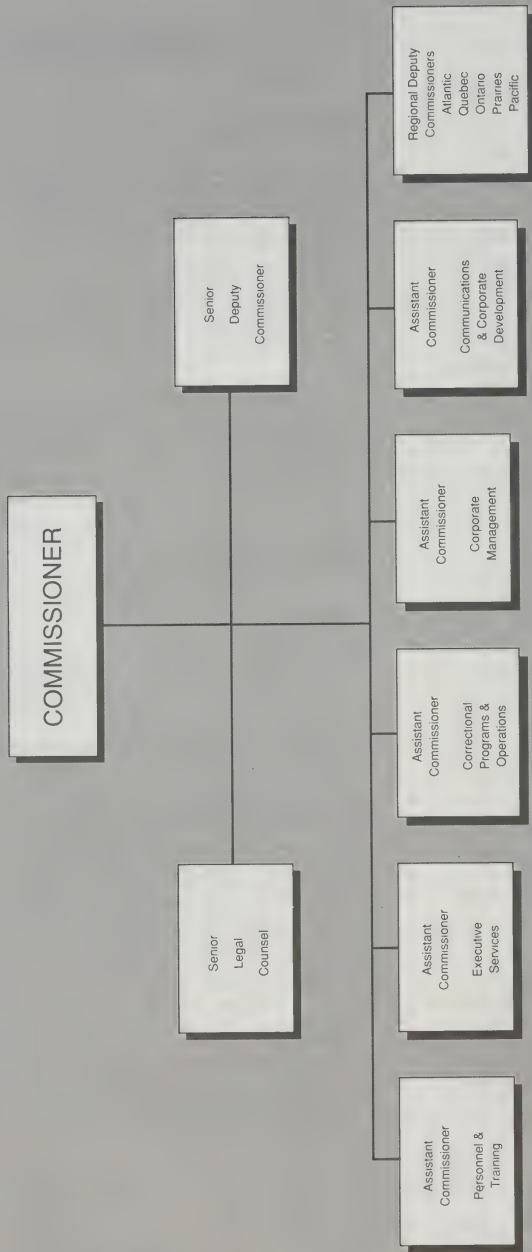 COMMISSIONER
Senior
Legal
Counsel
Senior
Deputy
Commissioner
Assistant
Commissioner
Personnel &
Training
Assistant
Commissioner
Executive
Services
Assistant
Commissioner
Correctional
Programs &
Operations
Assistant
Commissioner
Corporate
Management
Assistant
Commissioner
Communications
& Corporate
Development
Regional Deputy
Commissioners
Atlantic
Quebec
Ontario
Prairies
Pacific